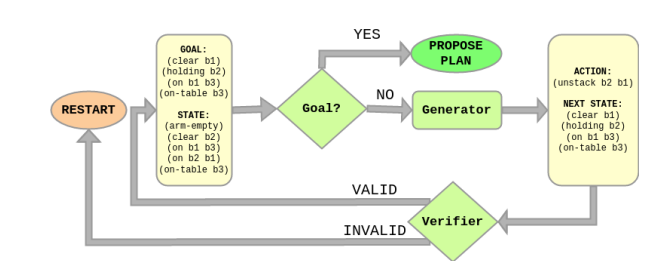 YES
PROPOSE
PLAN
GOAL:
(clear b1)
(holding b2)
(on b1 b3)
(on-table b3)
STATE:
(arm-empty)
(clear b2)
(on b1 b3)
(on b2 b1)
(on-table b3)
RESTART
Goal?
NO
Generator
ACTION:
(unstack b2 b1)
NEXT STATE:
(clear b1)
(holding b2)
(on b1 b3)
(on-table b3)
VALID
INVALID
Verifier